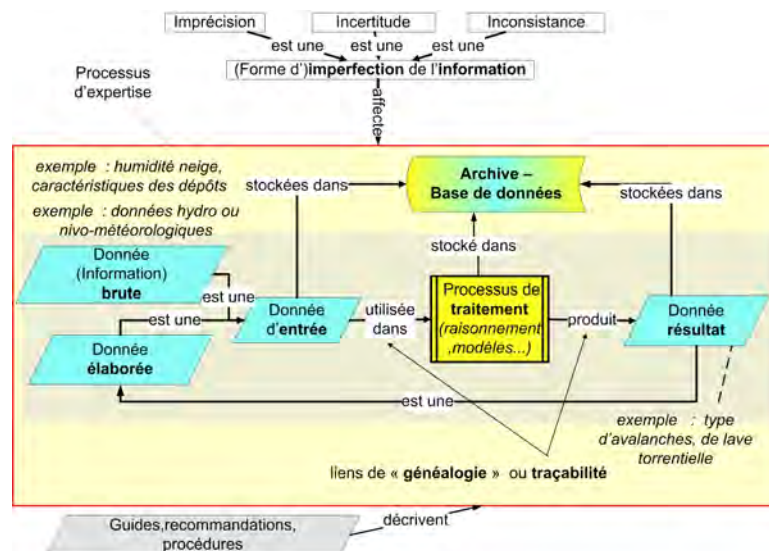 Imprécision
Incertitude
Inconsistance
est une
est une
est une
(Forme d')imperfection de l'information
Processus
d'expertise
affecte
exemple : humidité neige,
caractéristiques des dépôts
exemple : données hydro ou
nivo-météorologiques
stockées dans
Archive –
Base de données
stockées dans
stocké dans
Donnée
(Information)
brute
est une
est une
Donnée
d'entrée
utilisée
dans
Processus de
traitement
(raisonnement
,modèles...)
produit
Donnée
résultat
Donnée
élaborée
est une
exemple : type
d'avalanches, de lave
torrentielle
liens de « généalogie » ou traçabilité
Guides,recommandations,
procédures
décrivent